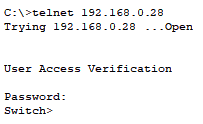 C:\>telnet 192.168.0.28
Trying 192.168.0.28 ...Open
User Access Verification
Password:
Switch>